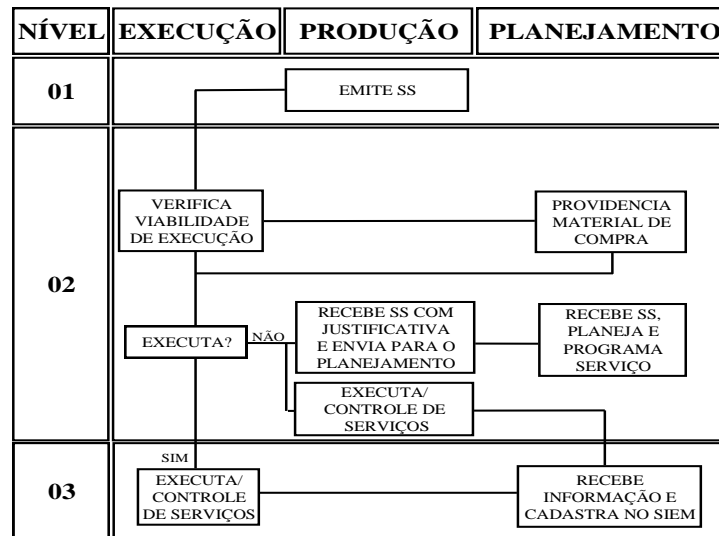 NÍVEL EXECUÇÃO PRODUÇÃO PLANEJAMENTO
01
EMITE SS
02
VERIFICA
VIABILIDADE
DE EXECUÇÃO
PROVIDENCIA
MATERIAL DE
COMPRA
EXECUTA?
NÃO
RECEBE SS COM
JUSTIFICATIVA
E ENVIA PARA O
PLANEJAMENTO
RECEBE SS,
PLANEJA E
PROGRAMA
SERVIÇO
EXECUTA/
CONTROLE DE
SERVIÇOS
03
SIM
EXECUTA/
CONTROLE
DE SERVIÇOS
RECEBE
INFORMAÇÃO E
CADASTRA NO SIEM